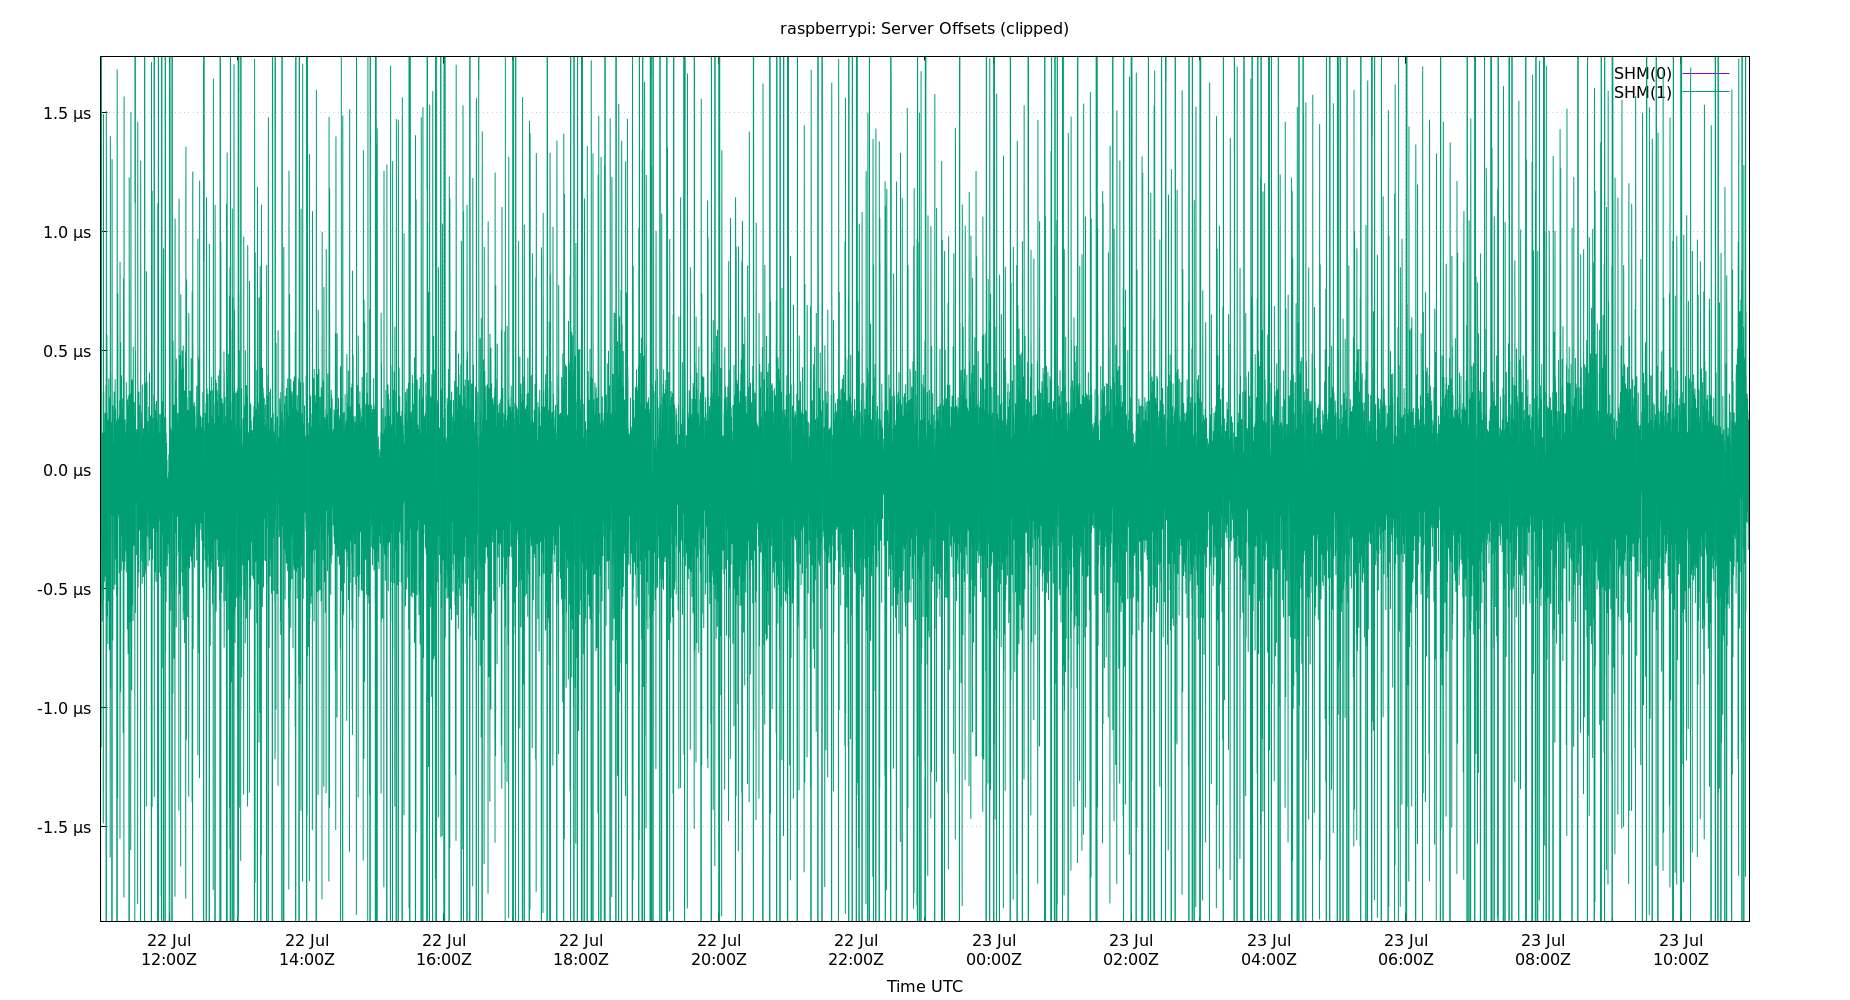 raspberrypi: Server Offsets (clipped)
SHM(0)
SHM(1)
1.5 µs
1.0 µs
0.5 µs
0.0 µs
-0.5 µs
-1.0 µs
-1.5 µs
22 Jul 22 Jul 22 Jul 22 Jul 22 Jul 22 Jul 23 Jul 23 Jul 23 Jul 23 Jul 23 Jul 23 Jul
12:00Z 14:00Z 16:00Z 18:00Z 20:00Z 22:00Z 00:00Z 02:00Z 04:00Z 06:00Z 08:00Z 10:00Z
Time UTC